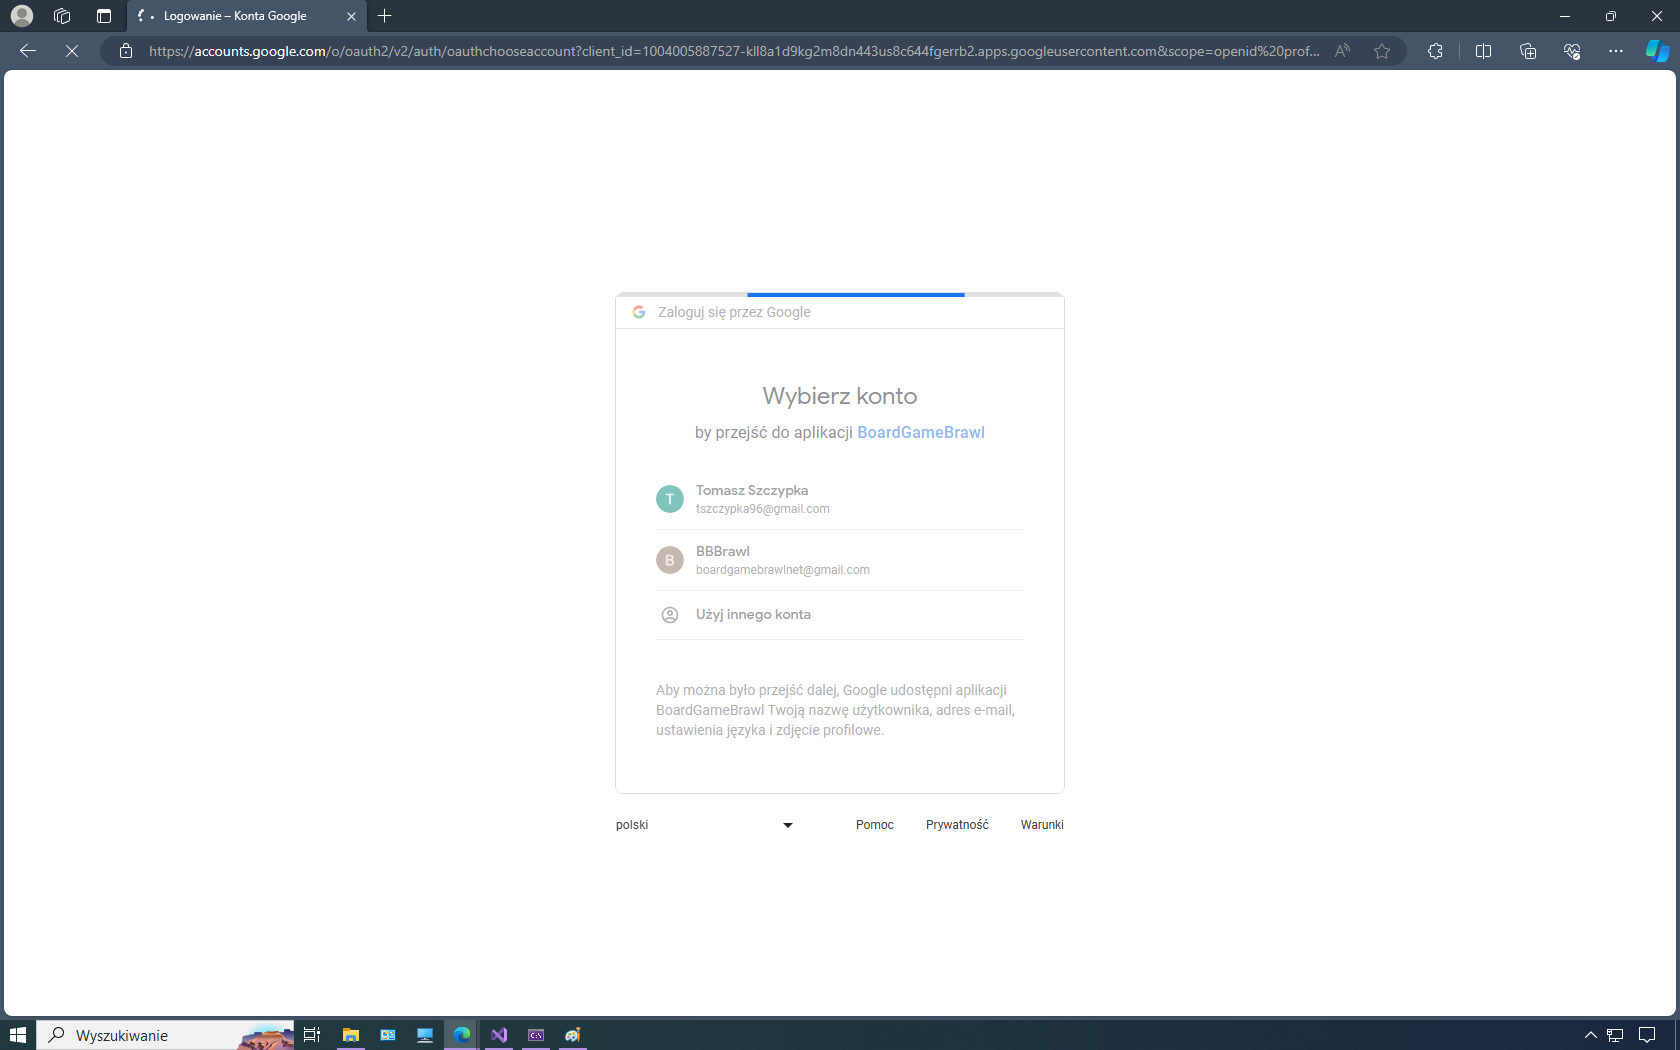 Logowanie – Konta Google
https://accounts.google.com/o/oauth2/v2/auth/oauthchooseaccount?client_id=1004005887527-kll8a1d9kg2m8dn443us8c644fgerrb2.apps.googleusercontent.com&scope=openid%20prof...
Zaloguj się przez Google
Wybierz konto
by przejść do aplikacji BoardGameBrawl
T
Tomasz Szczypka
tszczypka96@gmail.com
B
BBBrawl
boardgamebrawlnet@gmail.com
Użyj innego konta
Aby można było przejść dalej, Google udostępni aplikacji
BoardGameBrawl Twoją nazwę użytkownika, adres e-mail,
ustawienia języka i zdjęcie profilowe.
polski
Pomoc
Prywatność
Warunki
Wyszukiwanie